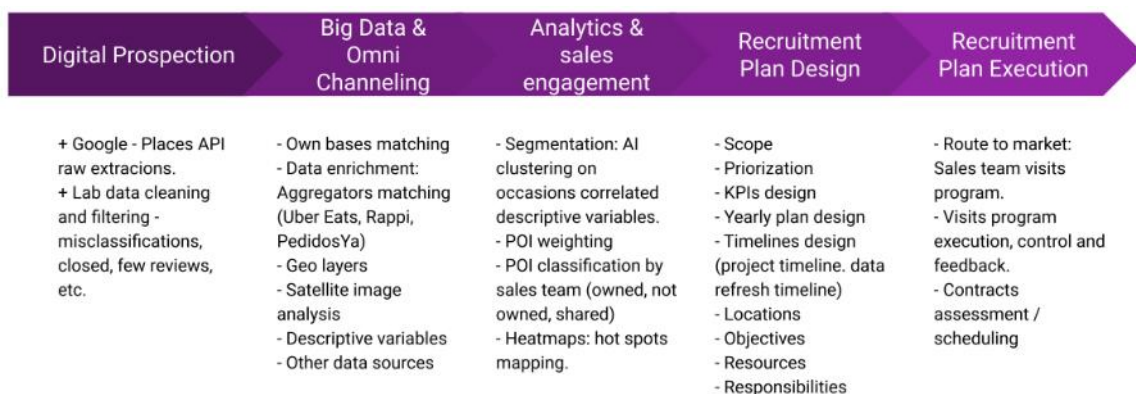 Digital Prospection
Big Data &
Omni
Channeling
Analytics &
sales
engagement
Recruitment
Plan Design
Recruitment
Plan Execution
+ Google - Places API
raw extracions.
+ Lab data cleaning
and filtering -
misclassifications,
closed, few reviews,
etc.
- Own bases matching
- Data enrichment:
Aggregators matching
(Uber Eats, Rappi,
PedidosYa)
- Geo layers
- Satellite image
analysis
- Descriptive variables
- Other data sources
- Segmentation: AI
clustering on
occasions correlated
descriptive variables.
- POI weighting
- POI classification by
sales team (owned, not
owned, shared)
- Heatmaps: hot spots
mapping.
- Scope
- Priorization
- KPIs design
- Yearly plan design
- Timelines design
(project timeline. data
refresh timeline)
- Locations
- Objectives
- Resources
- Responsibilities
- Route to market:
Sales team visits
program.
- Visits program
execution, control and
feedback.
- Contracts
assessment /
scheduling